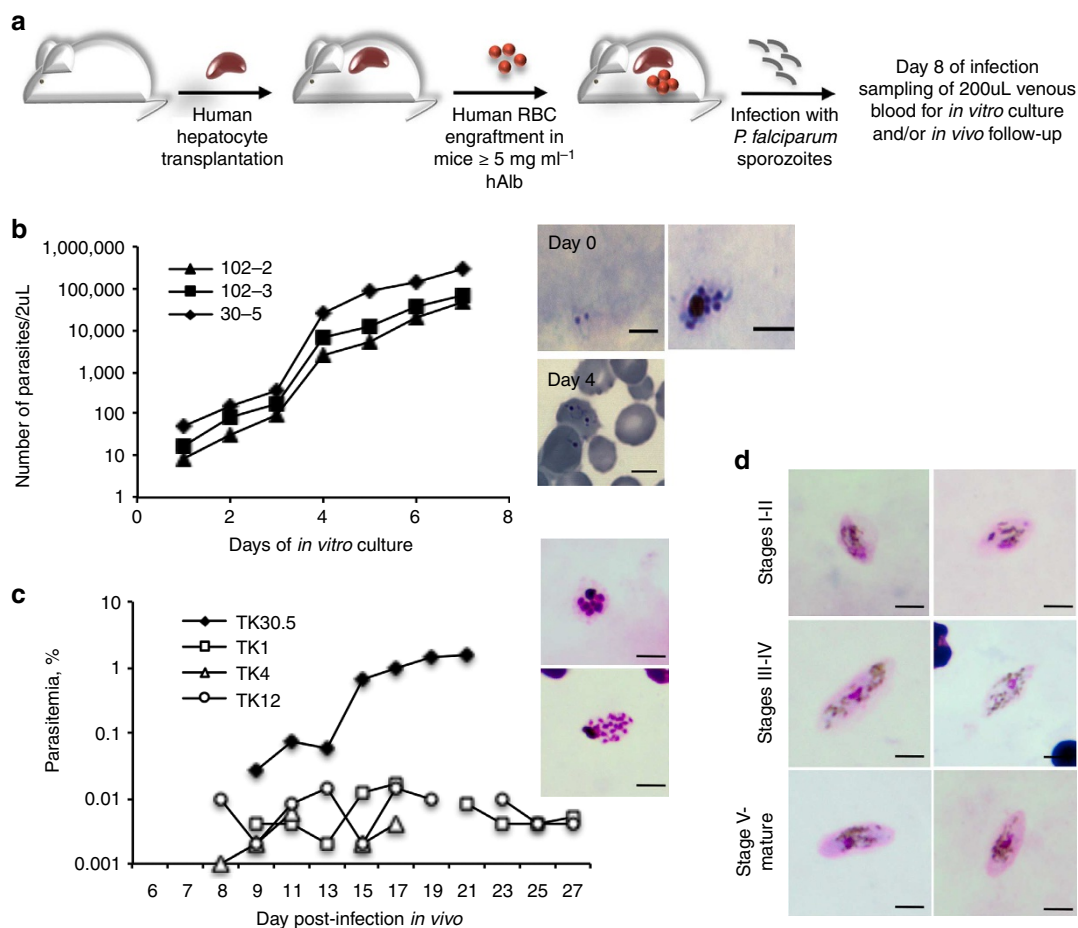 a
Human
hepatocyte
transplantation
Human RBC
engraftment in
mice ≥ 5 mg ml⁻¹
hAlb
Infection with
P. falciparum
sporozoites
Day 8 of infection
sampling of 200uL venous
blood for in vitro culture
and/or in vivo follow-up
b
Number of parasites/2uL
1,000,000
100,000
10,000
1,000
100
10
1
102–2
102–3
30–5
0 2 4 6 8
Days of in vitro culture
Day 0
Day 4
c
Parasitemia, %
10
1
0.1
0.01
0.001
TK30.5
TK1
TK4
TK12
6 7 8 9 11 13 15 17 19 21 23 25 27
Day post-infection in vivo
d
Stages I-II
Stages III-IV
Stage V-
mature